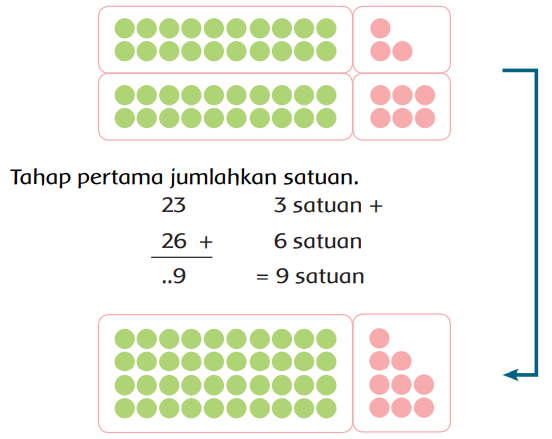 Tahap pertama jumlahkan satuan.
23 3 satuan +
26 + 6 satuan
..9 = 9 satuan